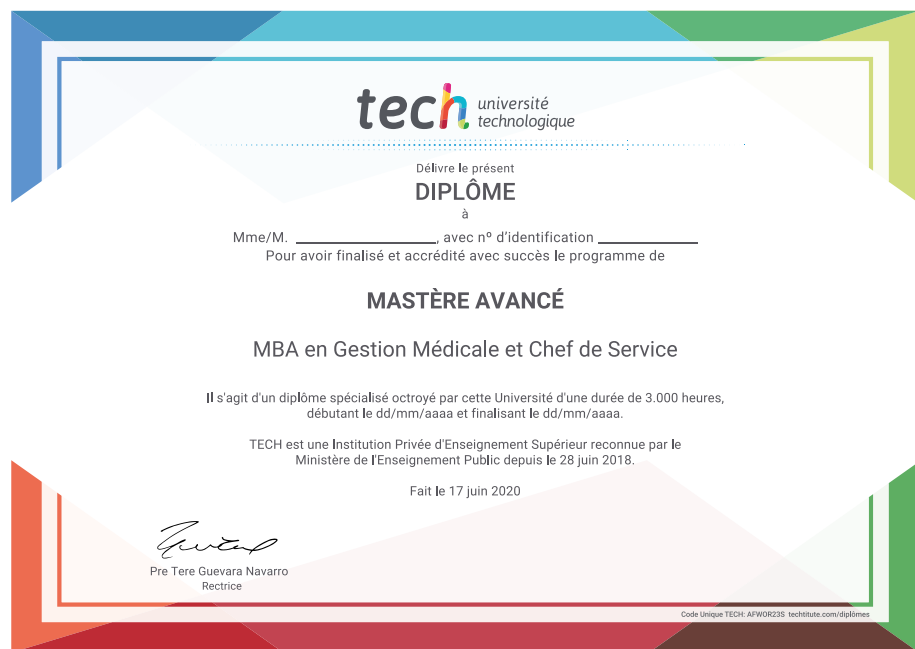 tech université
technologique
Délivre le présent
DIPLÔME
à
Mme/M. ____________, avec nº d'identification ____________
Pour avoir finalisé et accrédité avec succès le programme de
MASTÈRE AVANCÉ
MBA en Gestion Médicale et Chef de Service
Il s'agit d'un diplôme spécialisé octroyé par cette Université d'une durée de 3.000 heures,
débutant le dd/mm/aaaa et finalisant le dd/mm/aaaa.
TECH est une Institution Privée d'Enseignement Supérieur reconnue par le
Ministère de l'Enseignement Public depuis le 28 juin 2018.
Fait le 17 juin 2020
Pre Tere Guevara Navarro
Rectrice
Code Unique TECH: AFWOR23S techtitute.com/diplômes